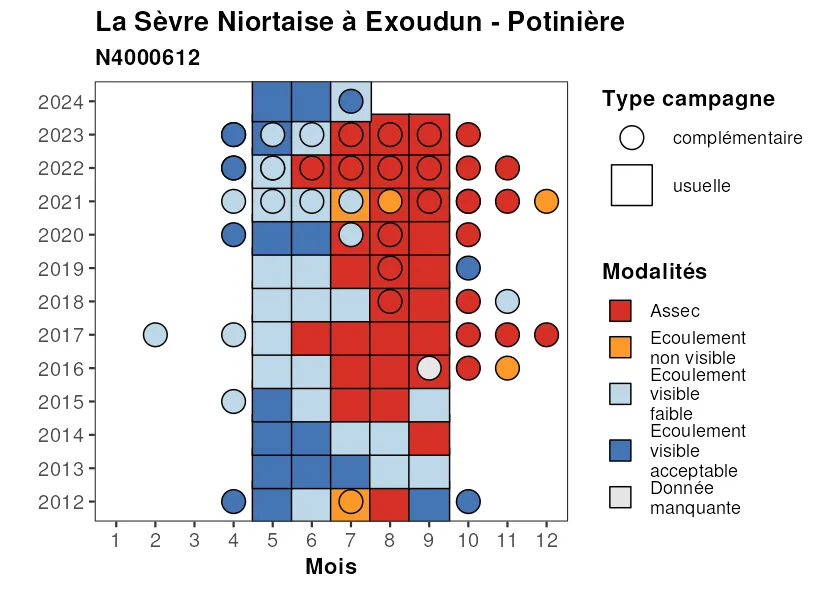 La Sèvre Niortaise à Exoudun - Potinière
N4000612
2024
2023
2022
2021
2020
2019
2018
2017
2016
2015
2014
2013
2012
1 2 3 4 5 6 7 8 9 10 11 12
Mois
Type campagne
complémentaire
usuelle
Modalités
Assec
Ecoulement
non visible
Ecoulement
visible
faible
Ecoulement
visible
acceptable
Donnée
manquante